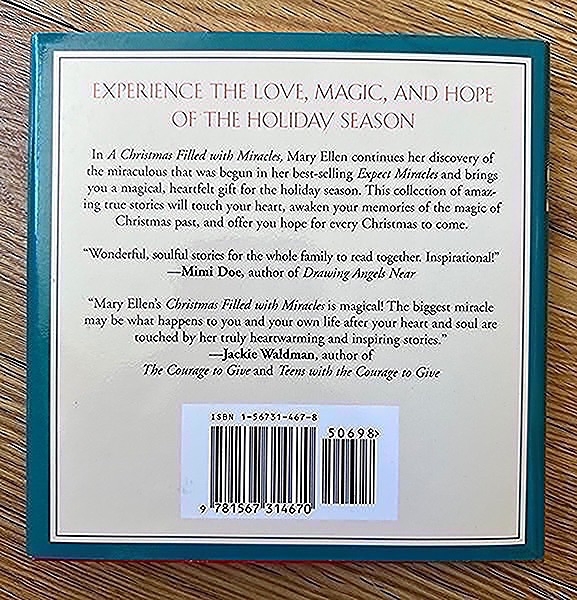 EXPERIENCE THE LOVE, MAGIC, AND HOPE
OF THE HOLIDAY SEASON
In A Christmas Filled with Miracles, Mary Ellen continues her discovery of
the miraculous that was begun in her best-selling Expect Miracles and brings
you a magical, heartfelt gift for the holiday season. This collection of amaz-
ing true stories will touch your heart, awaken your memories of the magic of
Christmas past, and offer you hope for every Christmas to come.
“Wonderful, soulful stories for the whole family to read together. Inspirational!”
—Mimi Doe, author of Drawing Angels Near
“Mary Ellen’s Christmas Filled with Miracles is magical! The biggest miracle
may be what happens to you and your own life after your heart and soul are
touched by her truly heartwarming and inspiring stories.”
—Jackie Waldman, author of
The Courage to Give and Teens with the Courage to Give
ISBN 1-56731-467-8
50698>
9 781567 314670